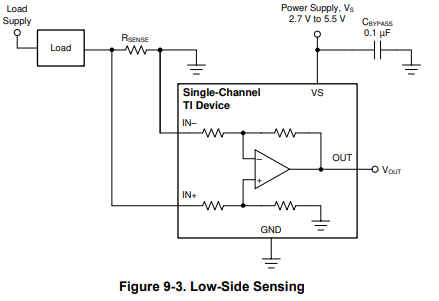 Load
Supply
Load
RSENSE
Power Supply, VS
2.7 V to 5.5 V
CBYPASS
0.1 µF
Single-Channel
TI Device
VS
IN–
–
+
OUT
VOUT
IN+
GND
Figure 9-3. Low-Side Sensing